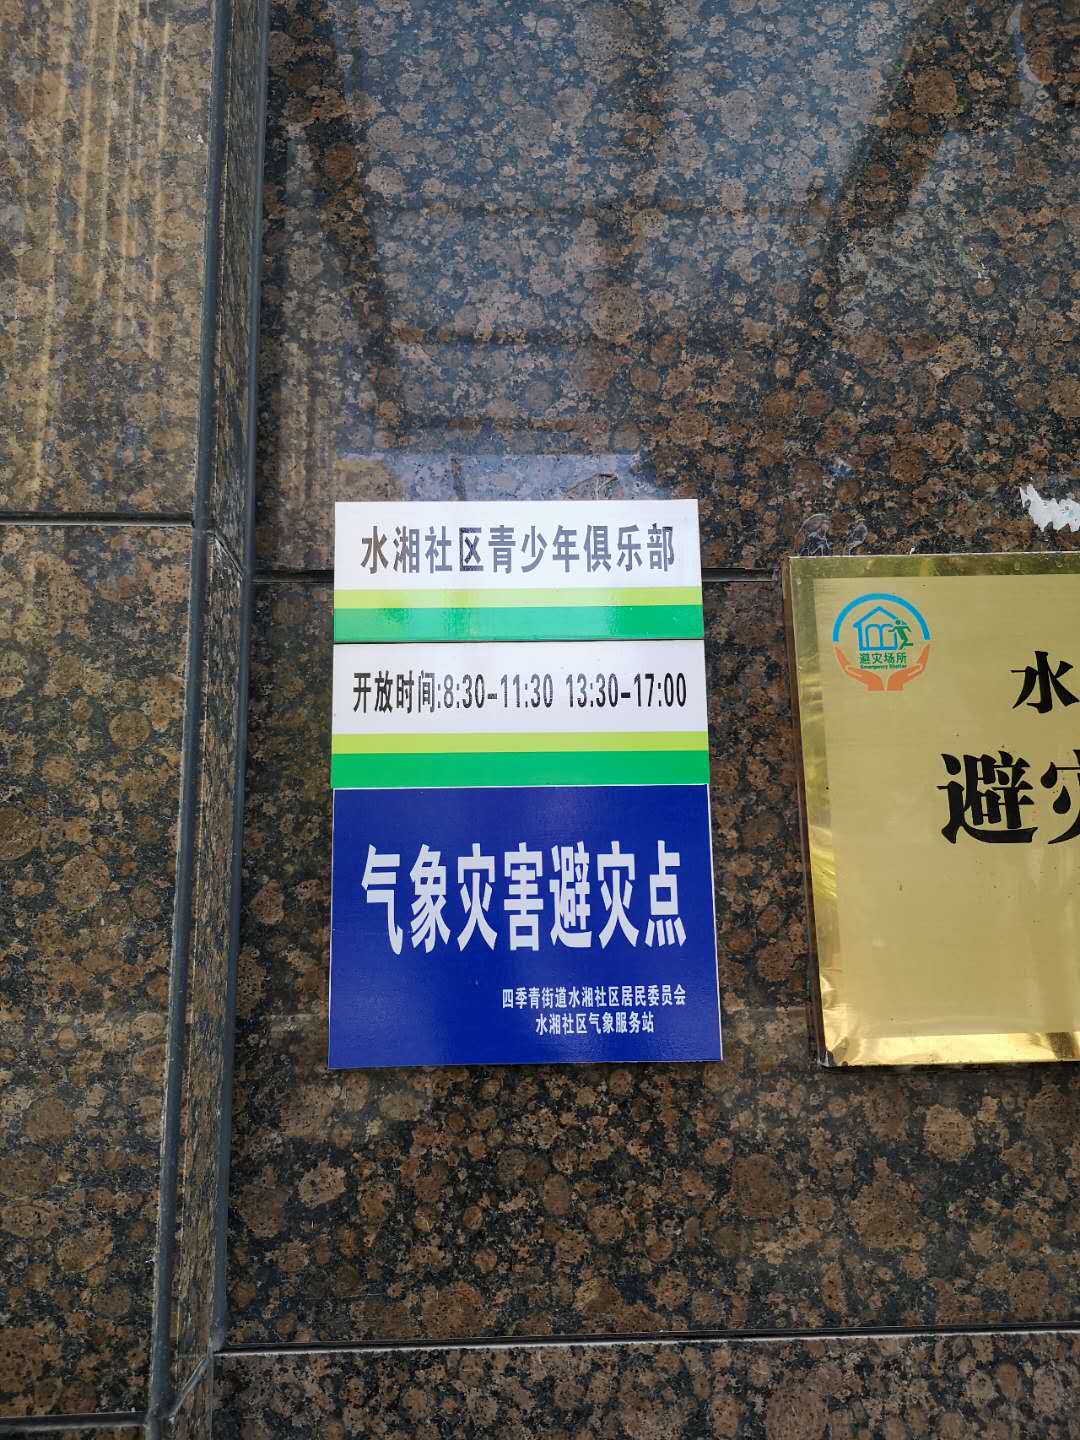 水湘社区青少年俱乐部
开放时间:8:30-11:30 13:30-17:00
气象灾害避灾点
四季青街道水湘社区居民委员会
水湘社区气象服务站
避灾场所
Emergency Shelter
水
避灾